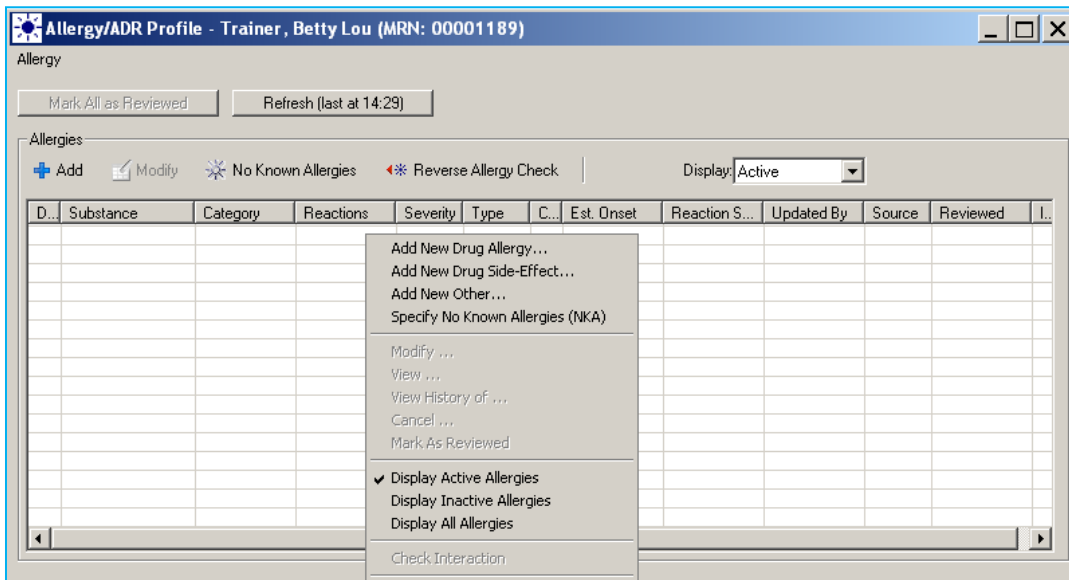 Allergy/ADR Profile - Trainer, Betty Lou (MRN: 00001189)
Allergy
Mark All as Reviewed Refresh (last at 14:29)
Allergies
Add Modify No Known Allergies Reverse Allergy Check Display: Active
D... Substance Category Reactions Severity Type C... Est. Onset Reaction S... Updated By Source Reviewed I..
Add New Drug Allergy...
Add New Drug Side-Effect...
Add New Other...
Specify No Known Allergies (NKA)
Modify ...
View ...
View History of ...
Cancel ...
Mark As Reviewed
Display Active Allergies
Display Inactive Allergies
Display All Allergies
Check Interaction